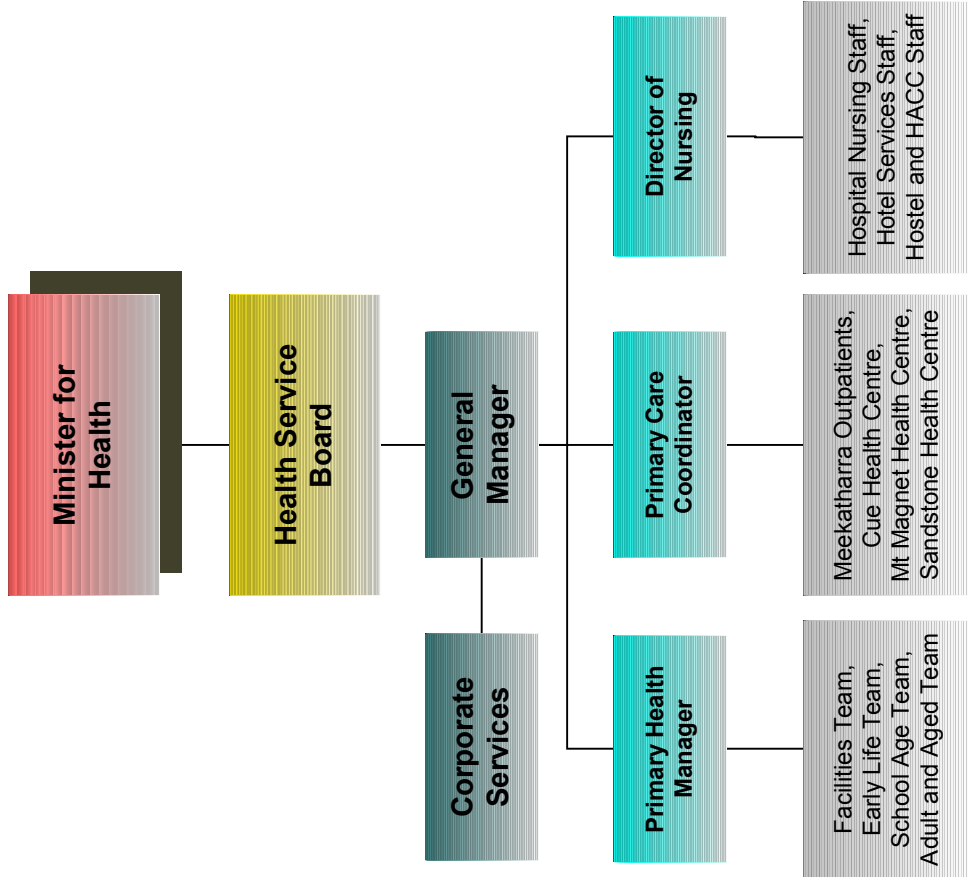 Minister for
Health
Health Service
Board
Corporate
Services
General
Manager
Primary Health
Manager
Primary Care
Coordinator
Director of
Nursing
Facilities Team,
Early Life Team,
School Age Team,
Adult and Aged Team
Meekatharra Outpatients,
Cue Health Centre,
Mt Magnet Health Centre,
Sandstone Health Centre
Hospital Nursing Staff,
Hotel Services Staff,
Hostel and HACC Staff